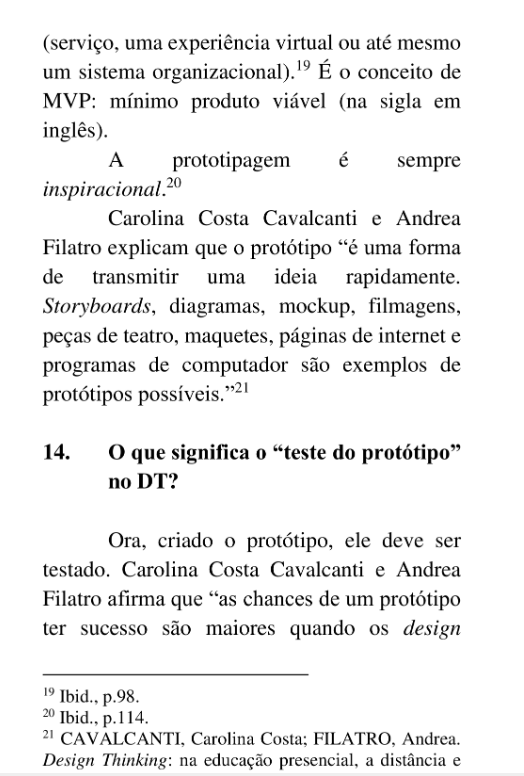 (serviço, uma experiência virtual ou até mesmo
um sistema organizacional).¹⁹ É o conceito de
MVP: mínimo produto viável (na sigla em
inglês).
A prototipagem é sempre
inspiracional.²⁰
Carolina Costa Cavalcanti e Andrea
Filatro explicam que o protótipo “é uma forma
de transmitir uma ideia rapidamente.
Storyboards, diagramas, mockup, filmagens,
peças de teatro, maquetes, páginas de internet e
programas de computador são exemplos de
protótipos possíveis.”²¹
14. O que significa o “teste do protótipo”
no DT?
Ora, criado o protótipo, ele deve ser
testado. Carolina Costa Cavalcanti e Andrea
Filatro afirma que “as chances de um protótipo
ter sucesso são maiores quando os design
¹⁹ Ibid., p.98.
²⁰ Ibid., p.114.
²¹ CAVALCANTI, Carolina Costa; FILATRO, Andrea.
Design Thinking: na educação presencial, a distância e